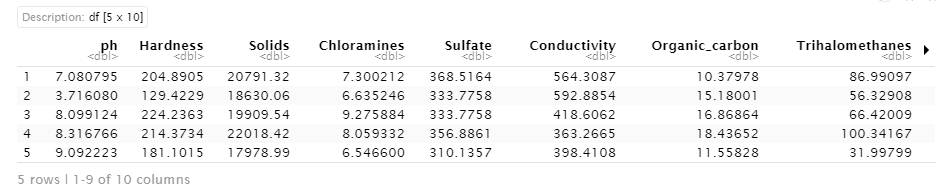 Description: df [5 x 10]
ph Hardness Solids Chloramines Sulfate Conductivity Organic_carbon Trihalomethanes
<dbl> <dbl> <dbl> <dbl> <dbl> <dbl> <dbl> <dbl>
1 7.080795 204.8905 20791.32 7.300212 368.5164 564.3087 10.37978 86.99097
2 3.716080 129.4229 18630.06 6.635246 333.7758 592.8854 15.18001 56.32908
3 8.099124 224.2363 19909.54 9.275884 333.7758 418.6062 16.86864 66.42009
4 8.316766 214.3734 22018.42 8.059332 356.8861 363.2665 18.43652 100.34167
5 9.092223 181.1015 17978.99 6.546600 310.1357 398.4108 11.55828 31.99799
5 rows | 1-9 of 10 columns